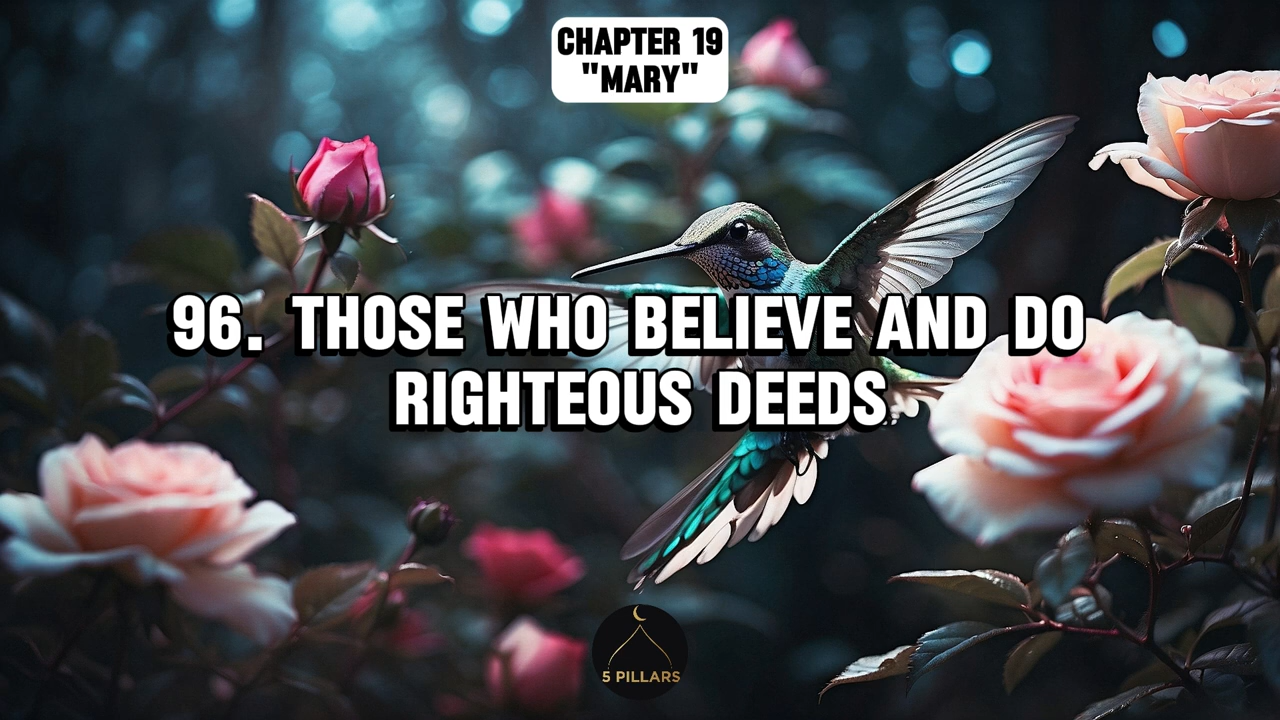 CHAPTER 19
"MARY"
96. THOSE WHO BELIEVE AND DO
RIGHTEOUS DEEDS
5 PILLARS